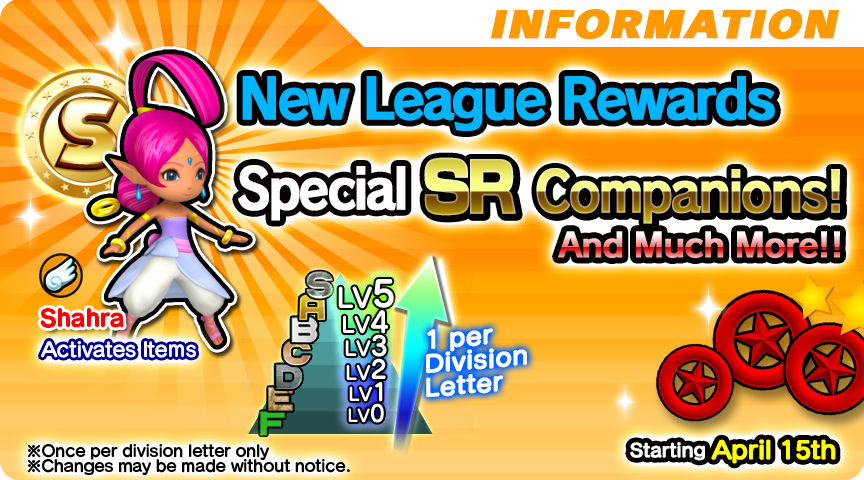 INFORMATION
S
New League Rewards
Special SR Companions!
And Much More!!
Shahra
Activates Items
S
A
B
C
D
E
F
LV5
LV4
LV3
LV2
LV1
LV0
1 per
Division
Letter
※Once per division letter only
※Changes may be made without notice.
Starting April 15th